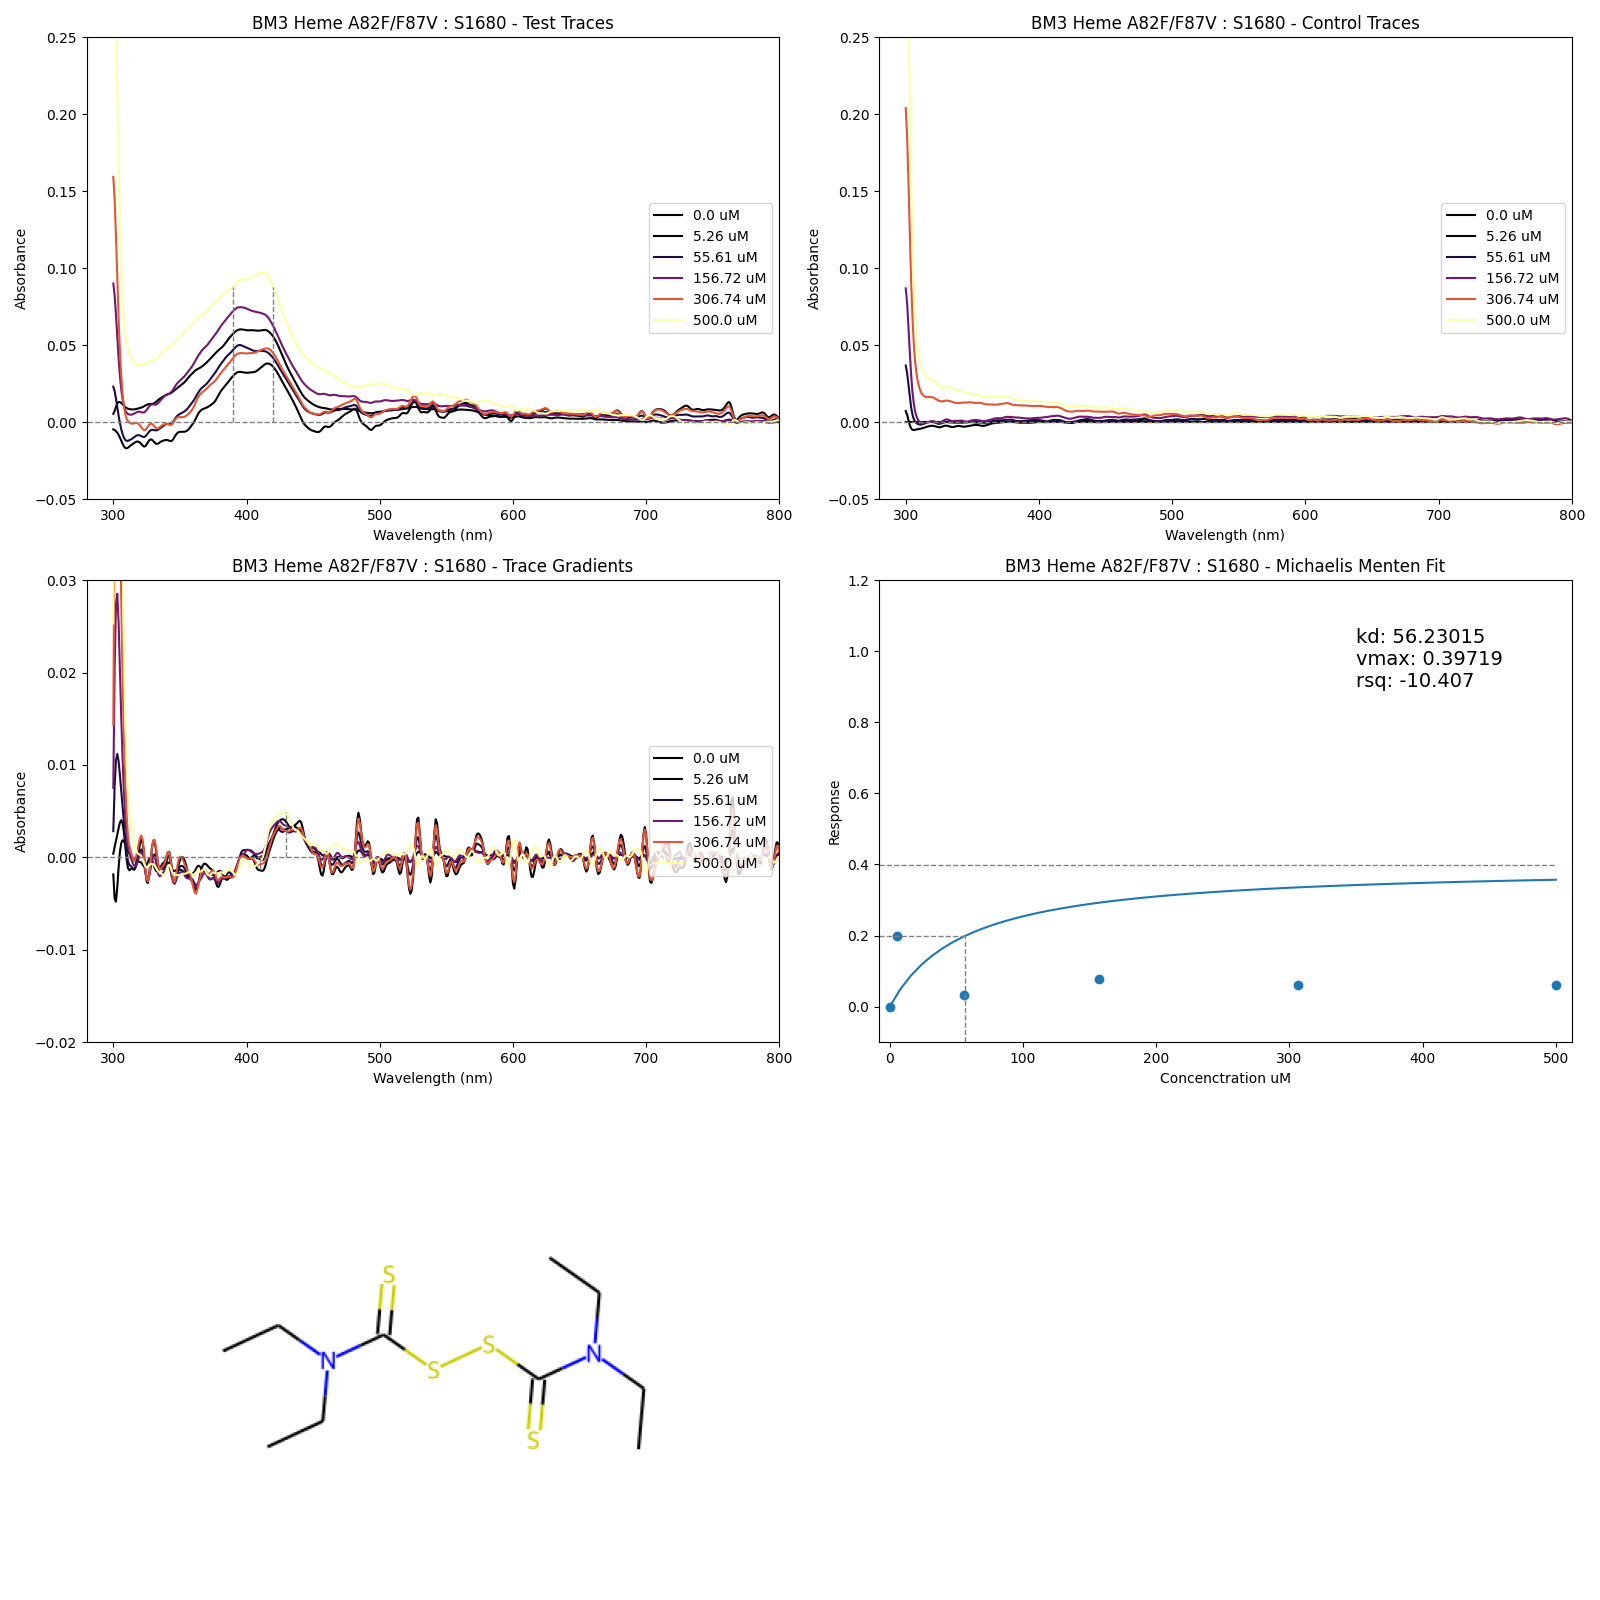 BM3 Heme A82F/F87V : S1680 - Test Traces
0.25
0.20
0.15
0.10
0.05
0.00
−0.05
Absorbance
300 400 500 600 700 800
Wavelength (nm)
0.0 uM
5.26 uM
55.61 uM
156.72 uM
306.74 uM
500.0 uM
BM3 Heme A82F/F87V : S1680 - Control Traces
0.25
0.20
0.15
0.10
0.05
0.00
−0.05
Absorbance
300 400 500 600 700 800
Wavelength (nm)
0.0 uM
5.26 uM
55.61 uM
156.72 uM
306.74 uM
500.0 uM
BM3 Heme A82F/F87V : S1680 - Trace Gradients
0.03
0.02
0.01
0.00
−0.01
−0.02
Absorbance
300 400 500 600 700 800
Wavelength (nm)
0.0 uM
5.26 uM
55.61 uM
156.72 uM
306.74 uM
500.0 uM
BM3 Heme A82F/F87V : S1680 - Michaelis Menten Fit
1.2
1.0
0.8
0.6
0.4
0.2
0.0
Response
kd: 56.23015
vmax: 0.39719
rsq: -10.407
0 100 200 300 400 500
Concenctration uM
S
S
N
S
N
S